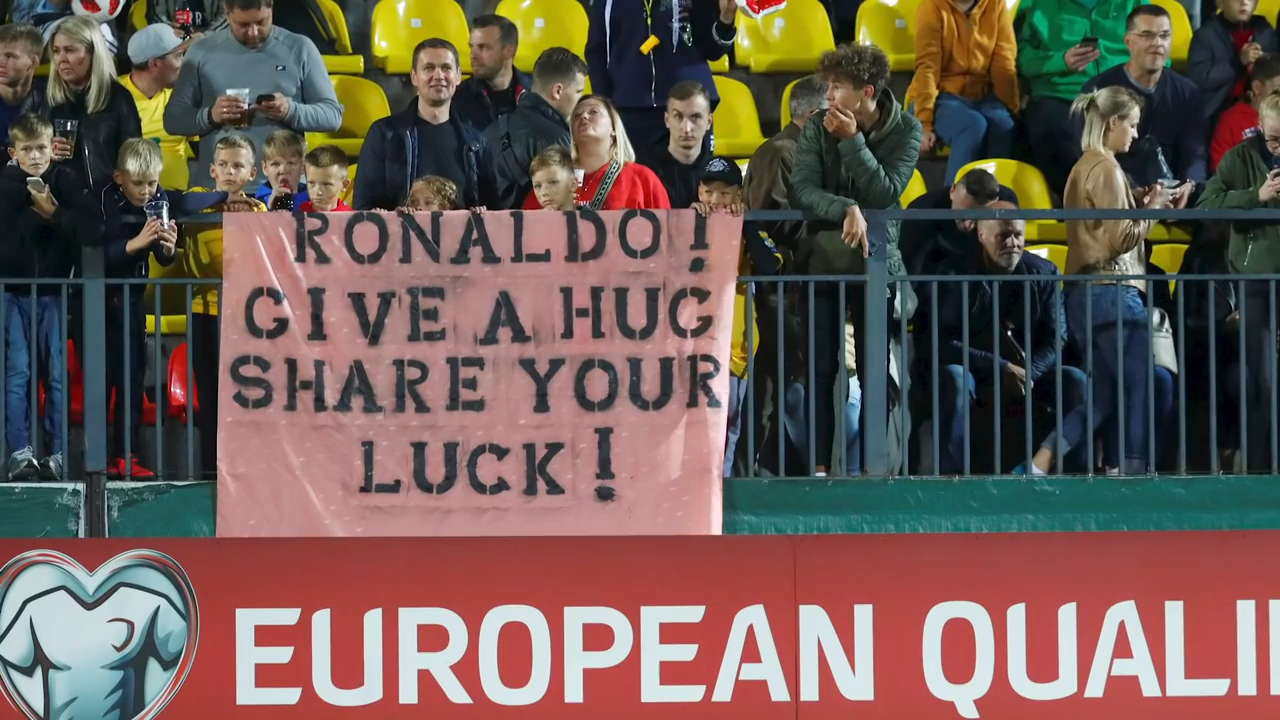 RONALDO!
GIVE A HUG
SHARE YOUR
LUCK!
EUROPEAN QUALI